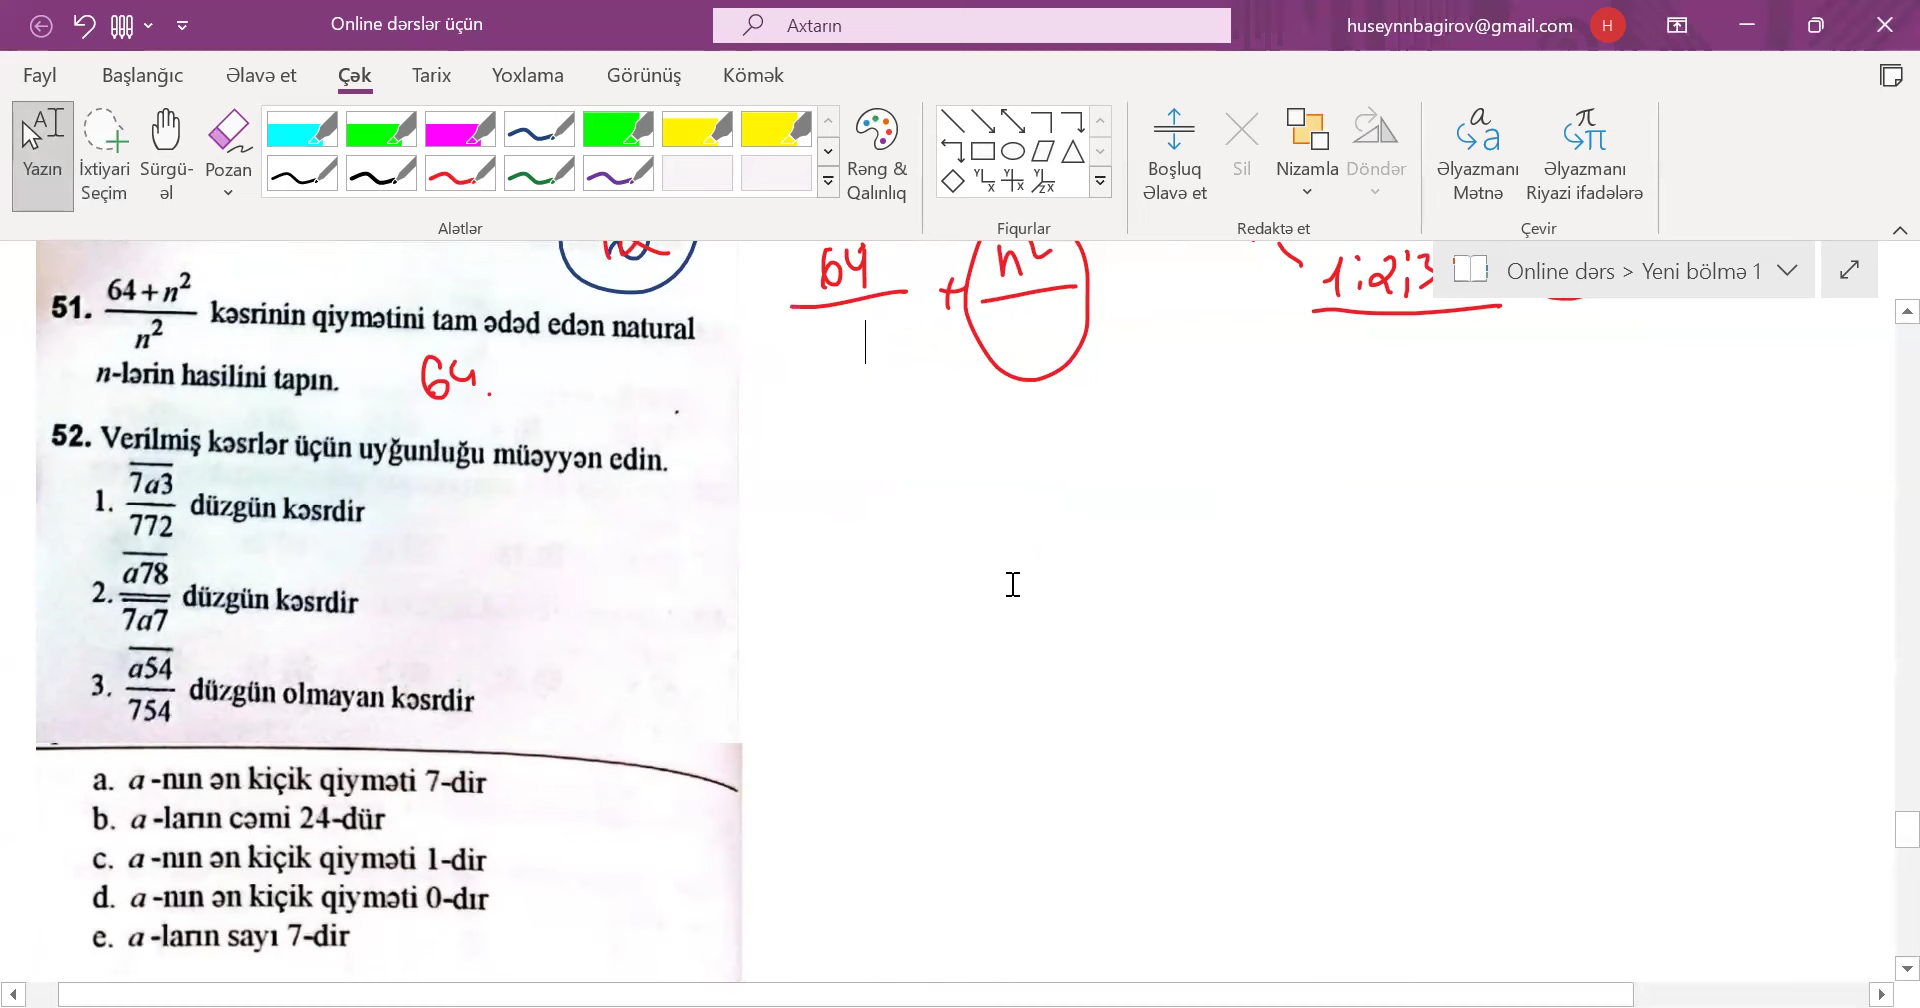 Online dərslər üçün
Axtarın
huseynnbagirov@gmail.com
H
Fayl Başlanğıc Əlavə et Çək Tarix Yoxlama Görünüş Kömək
Yazın
İxtiyari Seçim
Sürgü-əl
Pozan
Rəng & Qalınlıq
Boşluq Əlavə et
Sil
Nizamla
Döndər
Əlyazmanı Mətnə
Əlyazmanı Riyazi ifadələrə
Alətlər
Fiqurlar
Redaktə et
Çevir
Online dərs > Yeni bölmə 1
64 + n²
1;2;3
51. (64+n²)/n² kəsrinin qiymətini tam ədəd edən natural
n-lərin hasilini tapın. 64.
52. Verilmiş kəsrlər üçün uyğunluğu müəyyən edin.
1. 7a3/772 düzgün kəsrdir
2. a78/7a7 düzgün kəsrdir
3. a54/754 düzgün olmayan kəsrdir
a. a-nın ən kiçik qiyməti 7-dir
b. a-ların cəmi 24-dür
c. a-nın ən kiçik qiyməti 1-dir
d. a-nın ən kiçik qiyməti 0-dır
e. a-ların sayı 7-dir